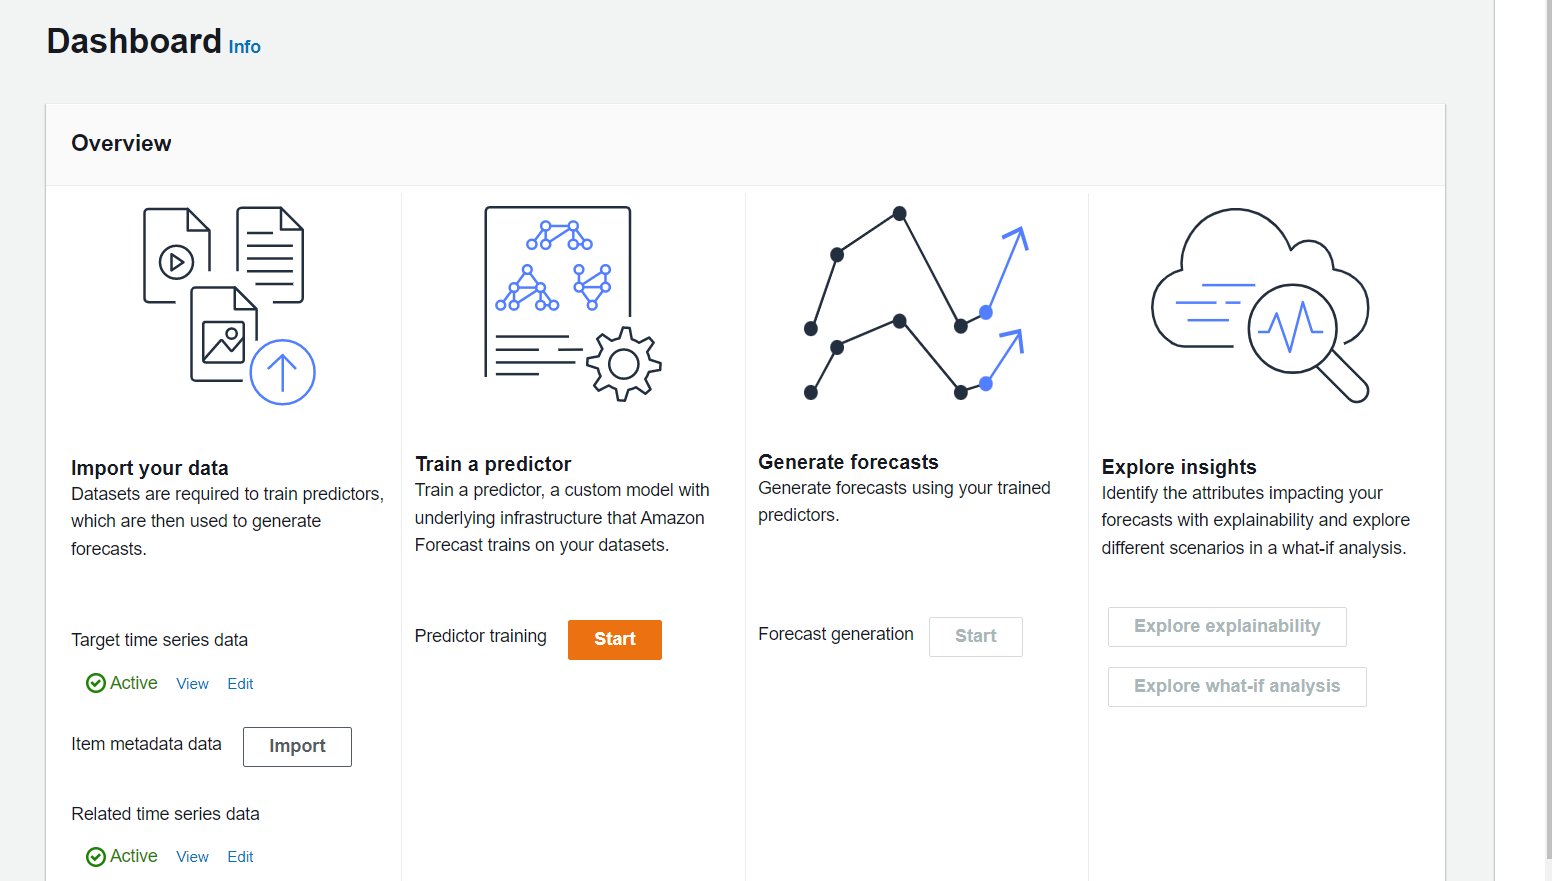 Dashboard Info
Overview
Import your data
Datasets are required to train predictors,
which are then used to generate
forecasts.
Target time series data
Active View Edit
Item metadata data Import
Related time series data
Active View Edit
Train a predictor
Train a predictor, a custom model with
underlying infrastructure that Amazon
Forecast trains on your datasets.
Predictor training Start
Generate forecasts
Generate forecasts using your trained
predictors.
Forecast generation Start
Explore insights
Identify the attributes impacting your
forecasts with explainability and explore
different scenarios in a what-if analysis.
Explore explainability
Explore what-if analysis